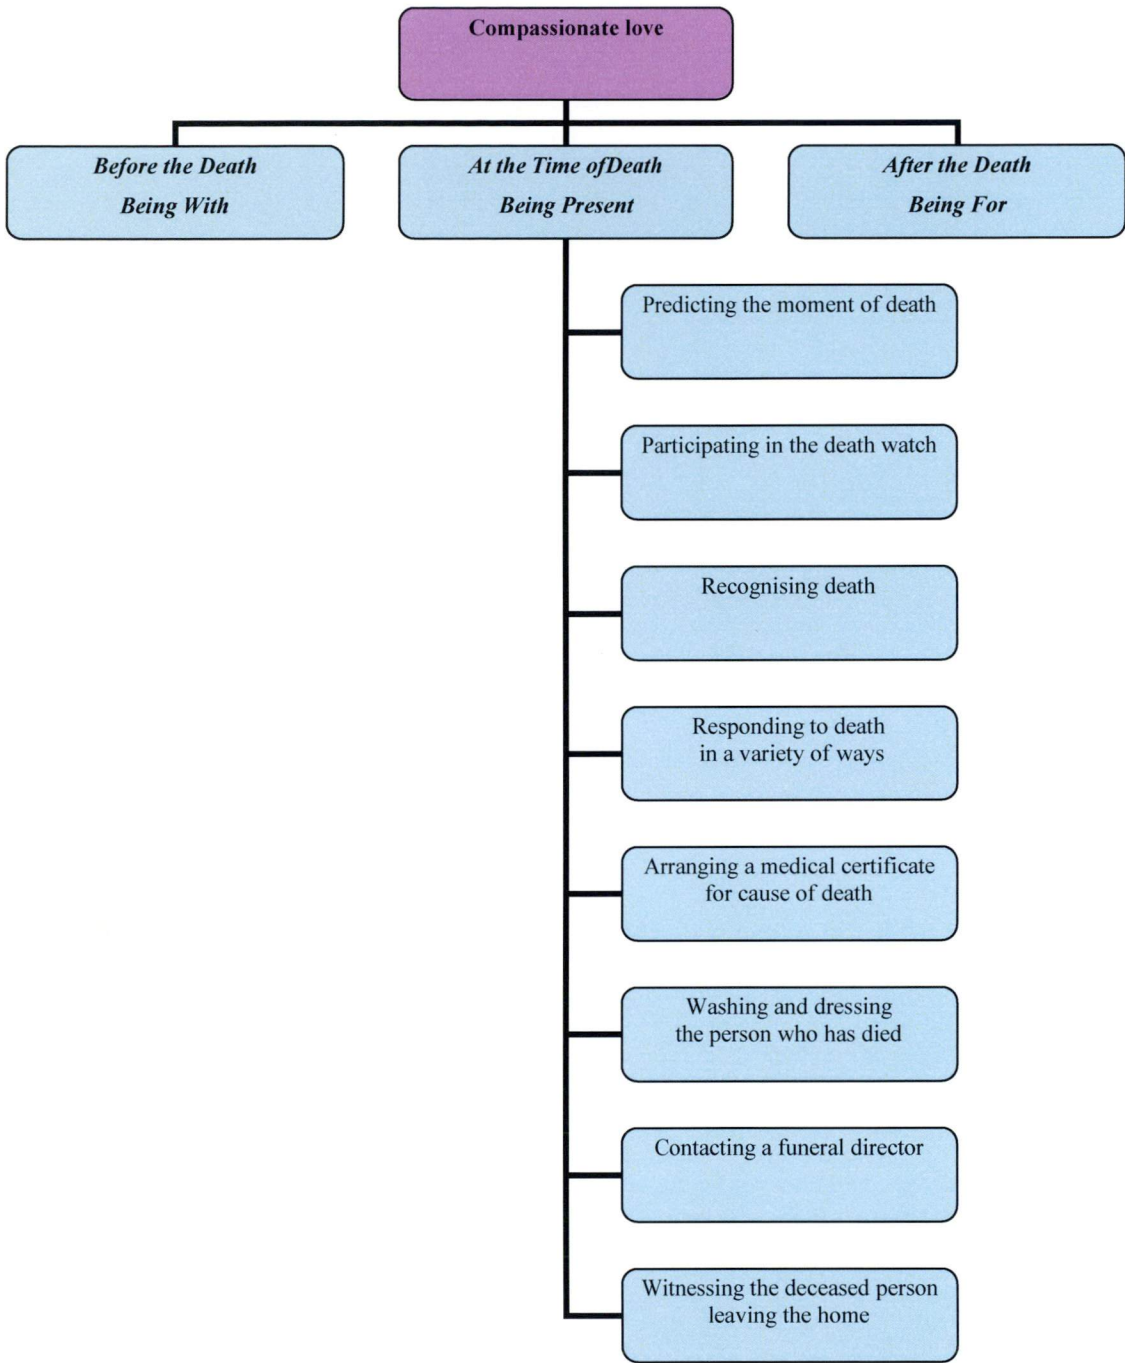 Compassionate love
Before the Death
Being With
At the Time ofDeath
Being Present
After the Death
Being For
Predicting the moment of death
Participating in the death watch
Recognising death
Responding to death
in a variety of ways
Arranging a medical certificate
for cause of death
Washing and dressing
the person who has died
Contacting a funeral director
Witnessing the deceased person
leaving the home